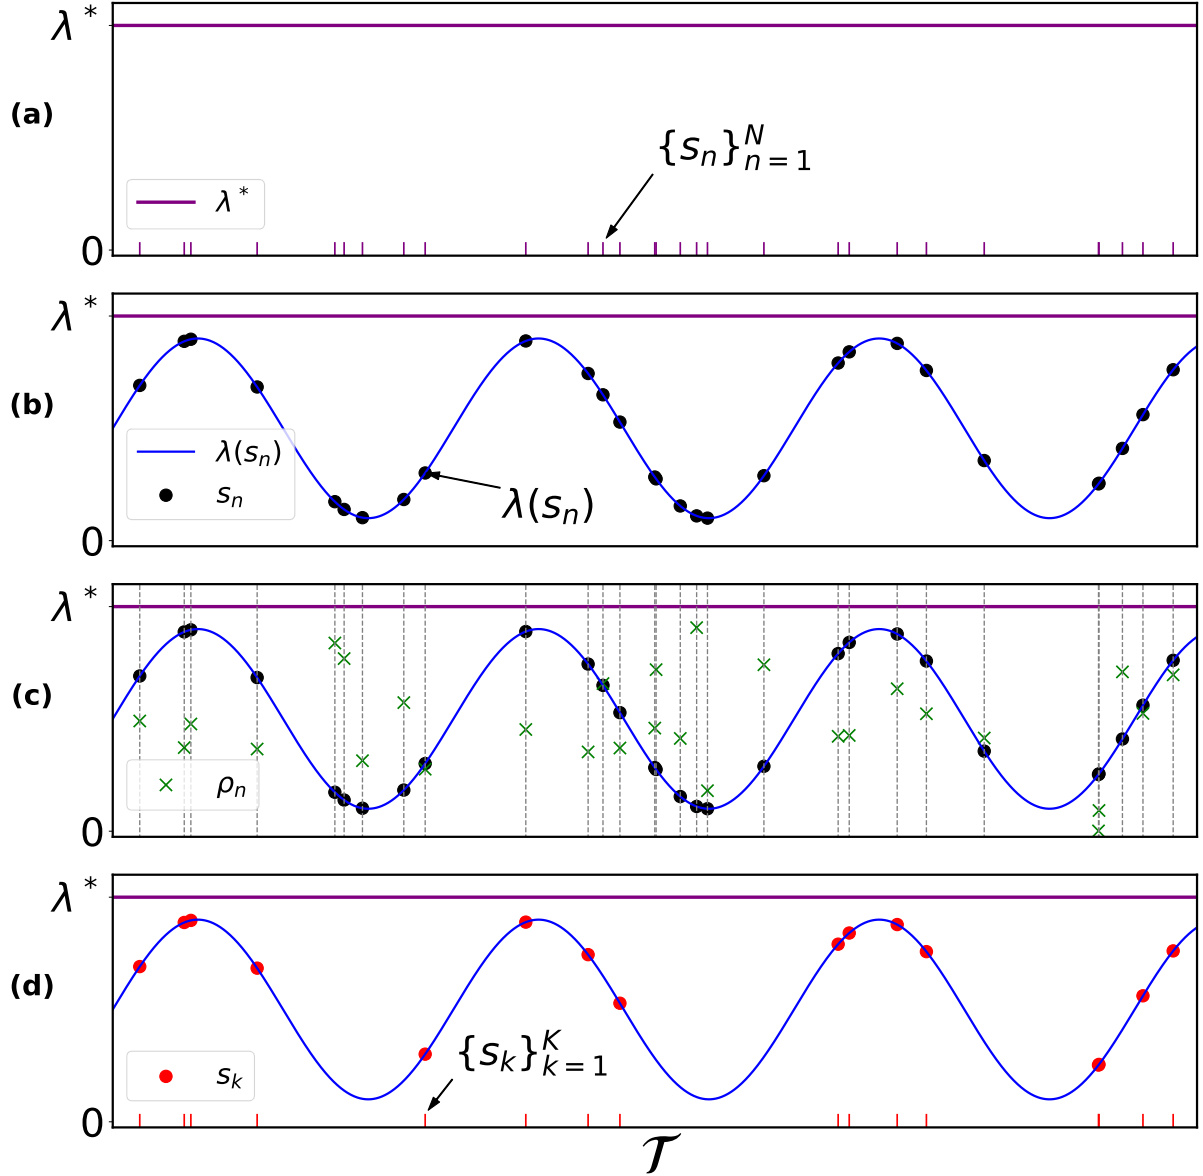 λ*
(a)
{s_n}_{n=1}^N
λ*
0
λ*
(b)
λ(s_n)
s_n
λ(s_n)
0
λ*
(c)
ρ_n
0
λ*
(d)
{s_k}_{k=1}^K
s_k
0
𝒯